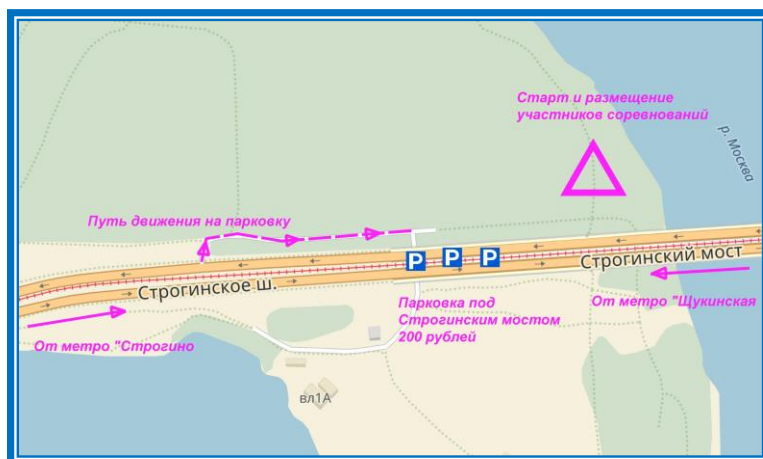 Старт и размещение
участников соревнований
р. Москва
Путь движения на парковку
P P P
Строгинский мост
Строгинское ш.
Парковка под
Строгинским мостом
200 рублей
От метро "Щукинская
От метро "Строгино
вл1А